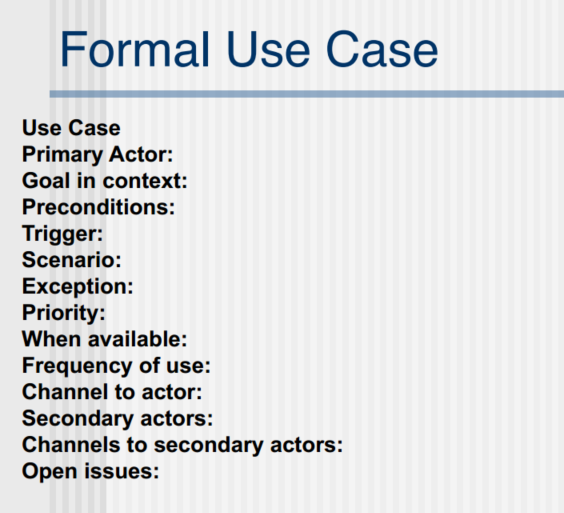 Formal Use Case
Use Case
Primary Actor:
Goal in context:
Preconditions:
Trigger:
Scenario:
Exception:
Priority:
When available:
Frequency of use:
Channel to actor:
Secondary actors:
Channels to secondary actors:
Open issues: